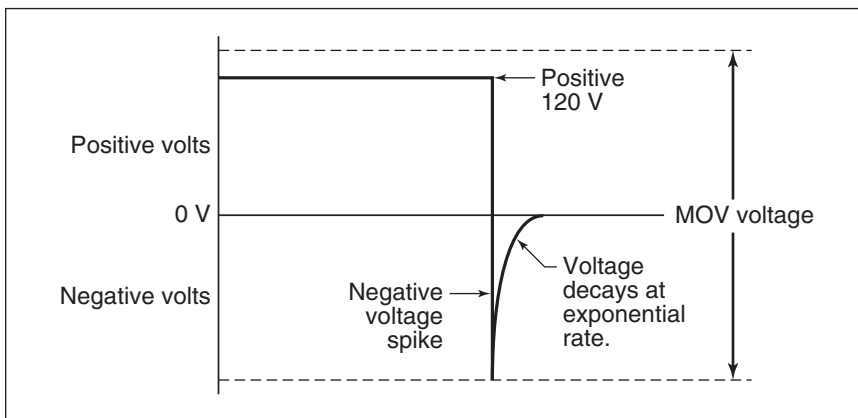 Positive
120 V
Positive volts
0 V
MOV voltage
Negative volts
Negative
voltage
spike
Voltage
decays at
exponential
rate.